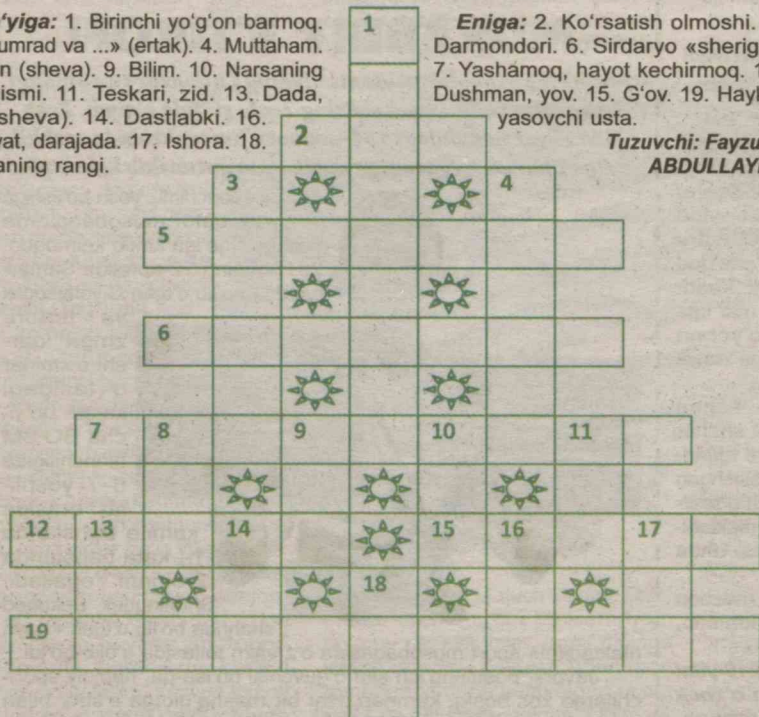 ‘yiga: 1. Birinchi yo‘g‘on barmoq.
umrad va ...» (ertak). 4. Muttaham.
n (sheva). 9. Bilim. 10. Narsaning
ismi. 11. Teskari, zid. 13. Dada,
sheva). 14. Dastlabki. 16.
vat, darajada. 17. Ishora. 18.
aning rangi.
Eniga: 2. Ko‘rsatish olmoshi.
Darmondori. 6. Sirdaryo «sherig
7. Yashamoq, hayot kechirmoq. 1
Dushman, yov. 15. G‘ov. 19. Hayk
yasovchi usta.
Tuzuvchi: Fayzu
ABDULLAY
1
2
3 4
5
6
7 8 9 10 11
12 13 14 15 16 17
18
19